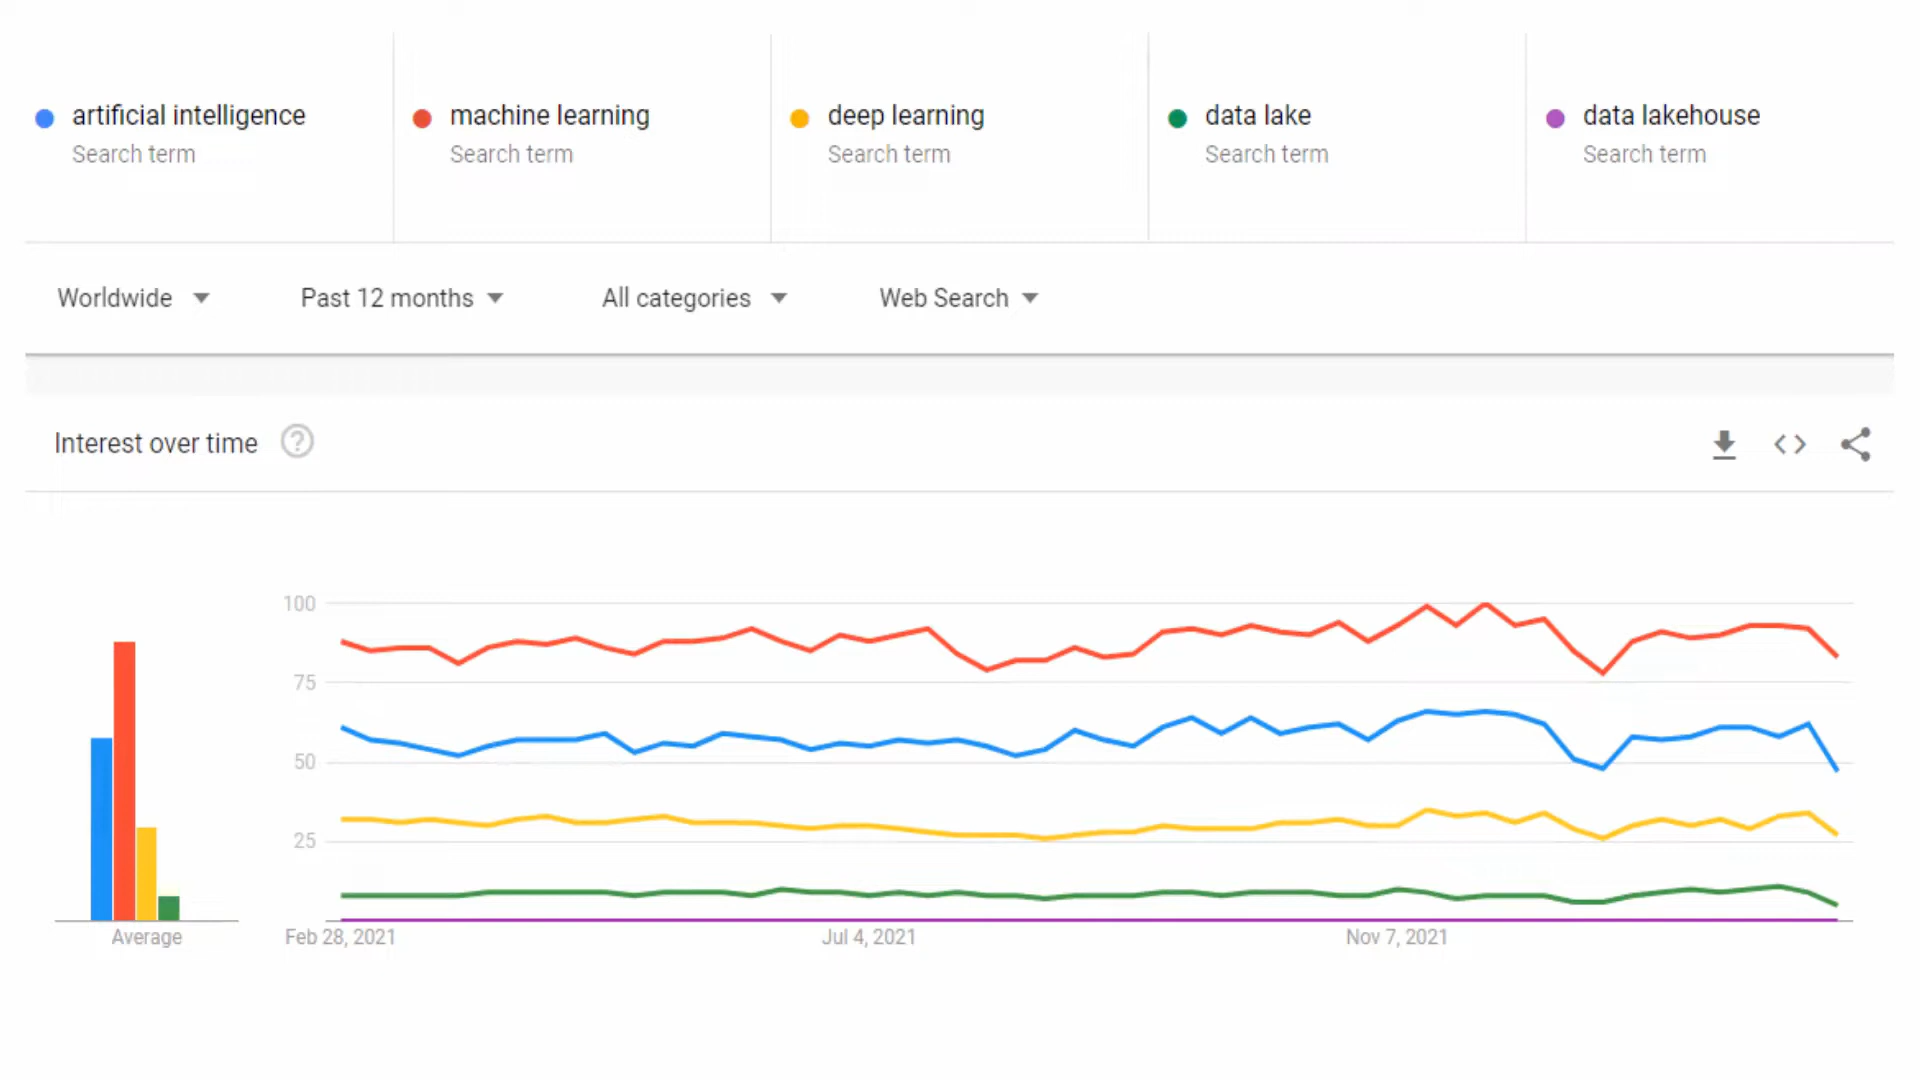 artificial intelligence
Search term
machine learning
Search term
deep learning
Search term
data lake
Search term
data lakehouse
Search term
Worldwide
Past 12 months
All categories
Web Search
Interest over time
?
100
75
50
25
Average
Feb 28, 2021
Jul 4, 2021
Nov 7, 2021